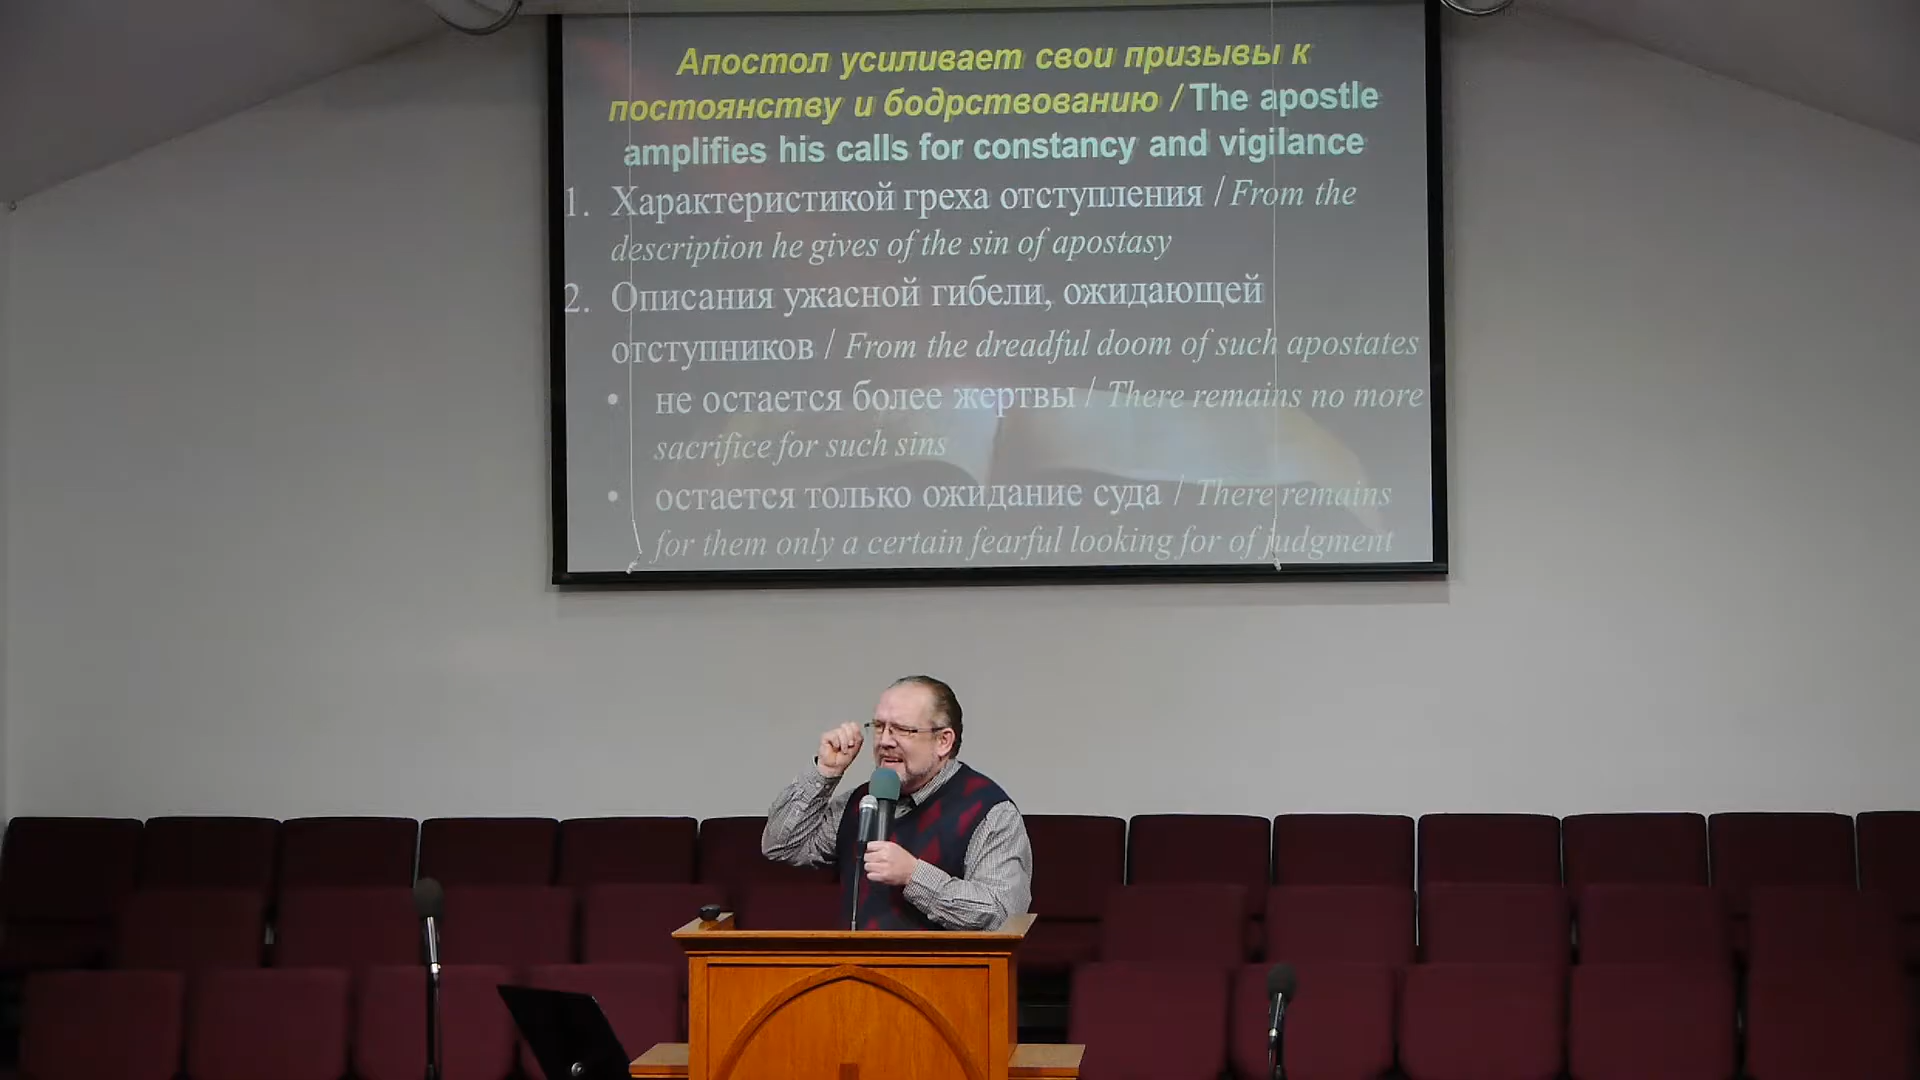 Апостол усиливает свои призывы к
постоянству и бодрствованию / The apostle
amplifies his calls for constancy and vigilance
1. Характеристикой греха отступления / From the
description he gives of the sin of apostasy
2. Описания ужасной гибели, ожидающей
отступников / From the dreadful doom of such apostates
• не остается более жертвы / There remains no more
sacrifice for such sins
• остается только ожидание суда / There remains
for them only a certain fearful looking for of judgment